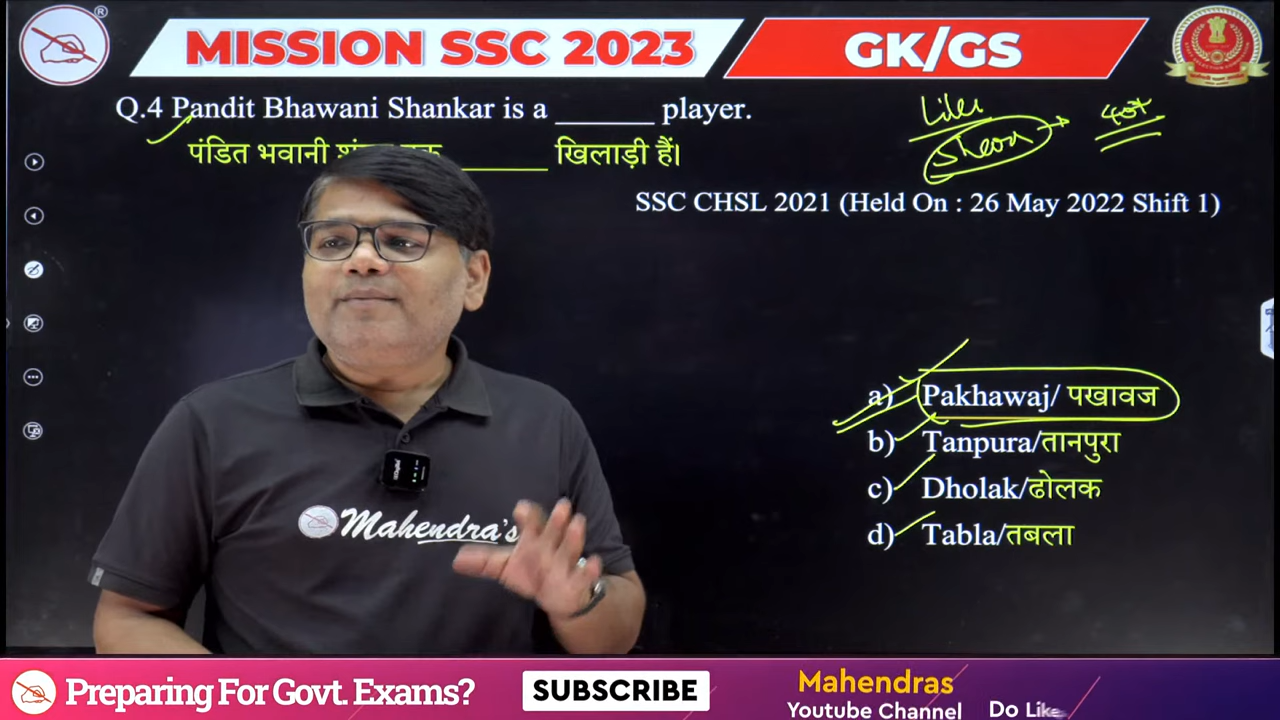 MISSION SSC 2023
GK/GS
Q.4 Pandit Bhawani Shankar is a ______ player.
पंडित भवानी ______ खिलाड़ी हैं।
SSC CHSL 2021 (Held On : 26 May 2022 Shift 1)
a) Pakhawaj/ पखावज
b) Tanpura/तानपुरा
c) Dholak/ढोलक
d) Tabla/तबला
Mahendra's
Preparing For Govt. Exams?
SUBSCRIBE
Mahendras
Youtube Channel
Do Like